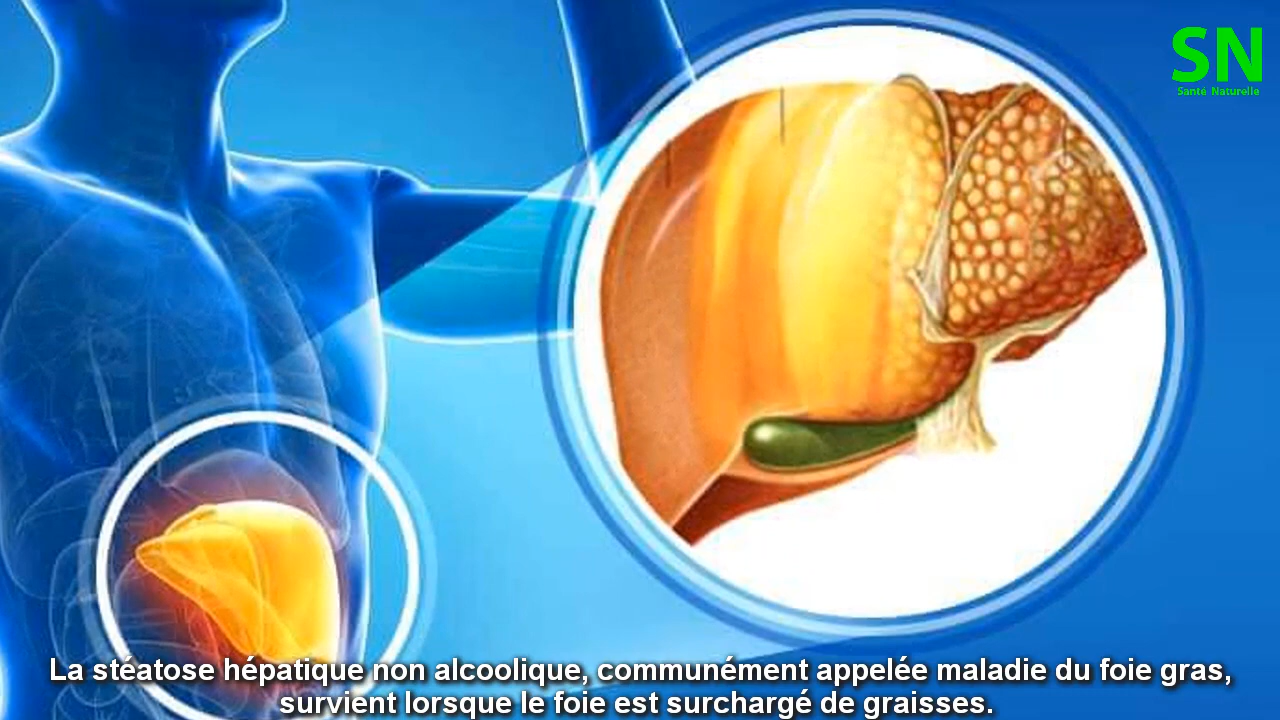 SN
Santé Naturelle
La stéatose hépatique non alcoolique, communément appelée maladie du foie gras,
survient lorsque le foie est surchargé de graisses.